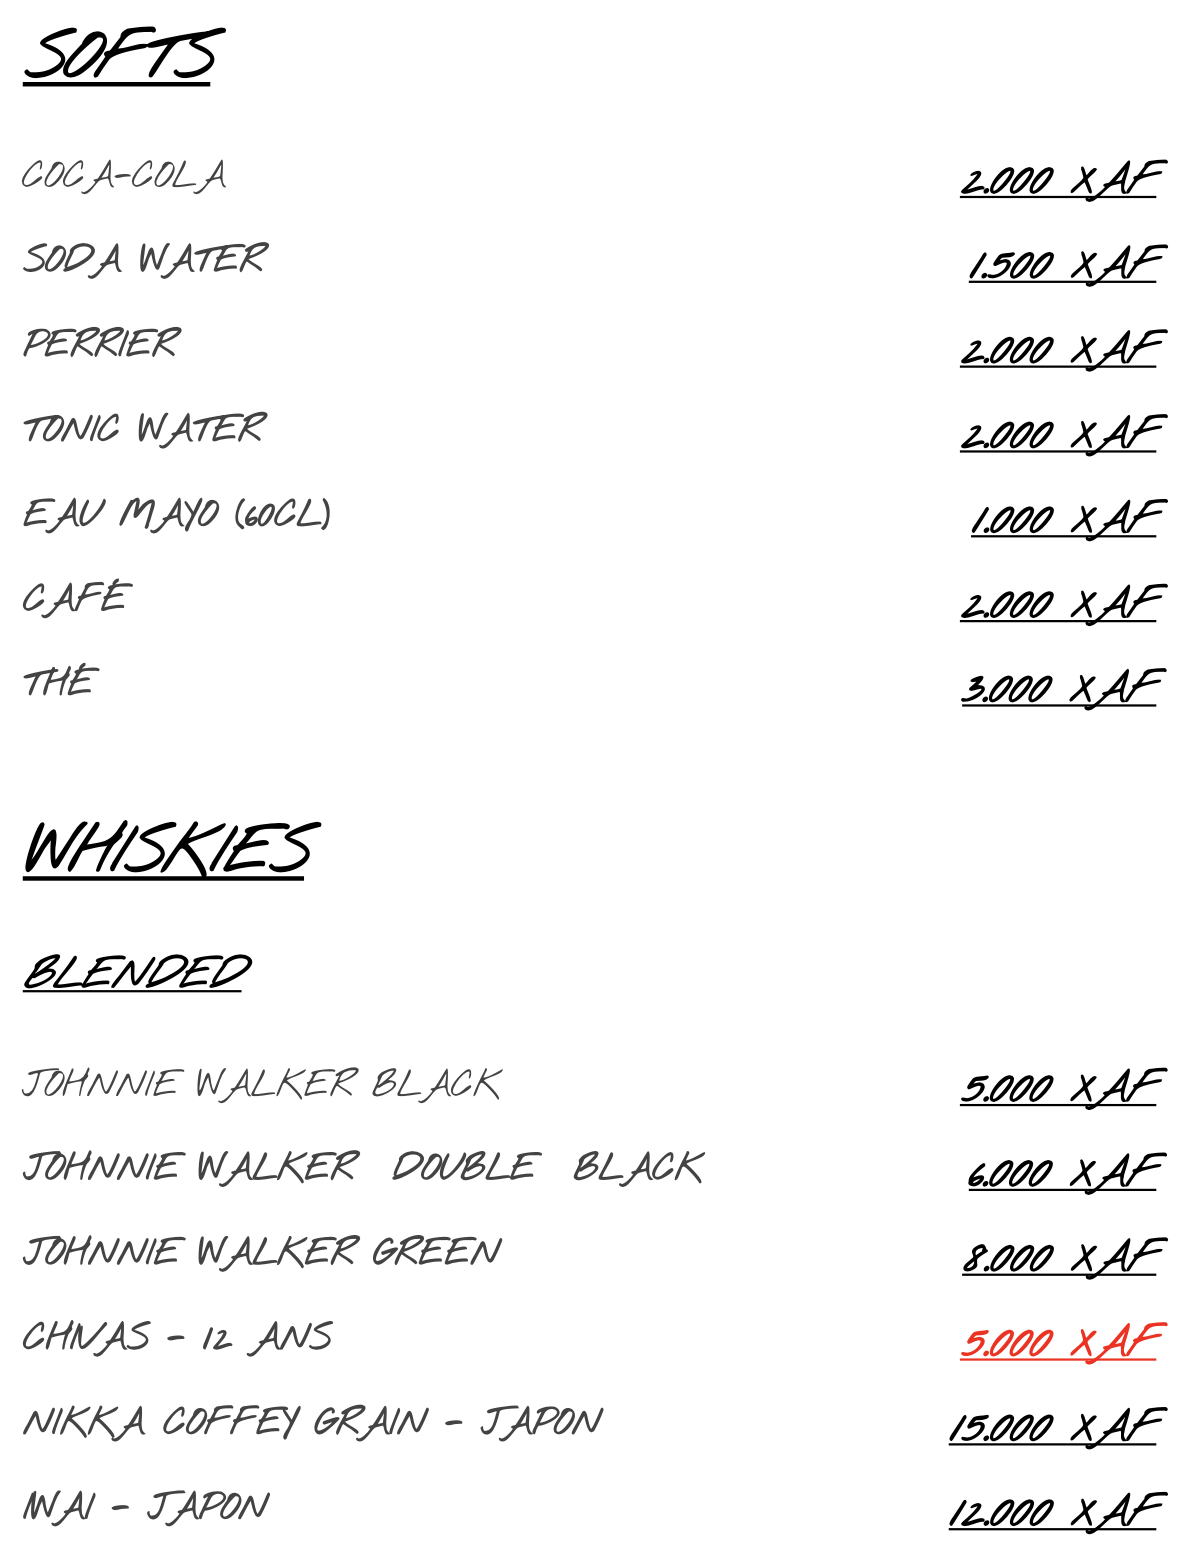 SOFTS
COCA-COLA 2.000 XAF
SODA WATER 1.500 XAF
PERRIER 2.000 XAF
TONIC WATER 2.000 XAF
EAU MAYO (60CL) 1.000 XAF
CAFÉ 2.000 XAF
THÉ 3.000 XAF
WHISKIES
BLENDED
JOHNNIE WALKER BLACK 5.000 XAF
JOHNNIE WALKER DOUBLE BLACK 6.000 XAF
JOHNNIE WALKER GREEN 8.000 XAF
CHIVAS - 12 ANS 5.000 XAF
NIKKA COFFEY GRAIN - JAPON 15.000 XAF
IWAI - JAPON 12.000 XAF